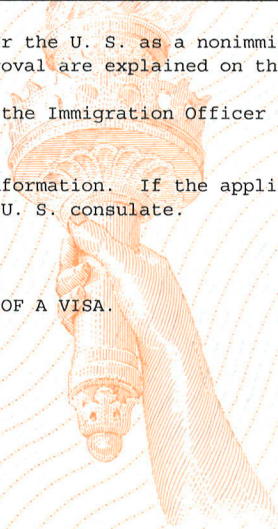 r the U. S. as a nonimmi
oval are explained on th
the Immigration Officer
formation. If the appli
U. S. consulate.
OF A VISA.